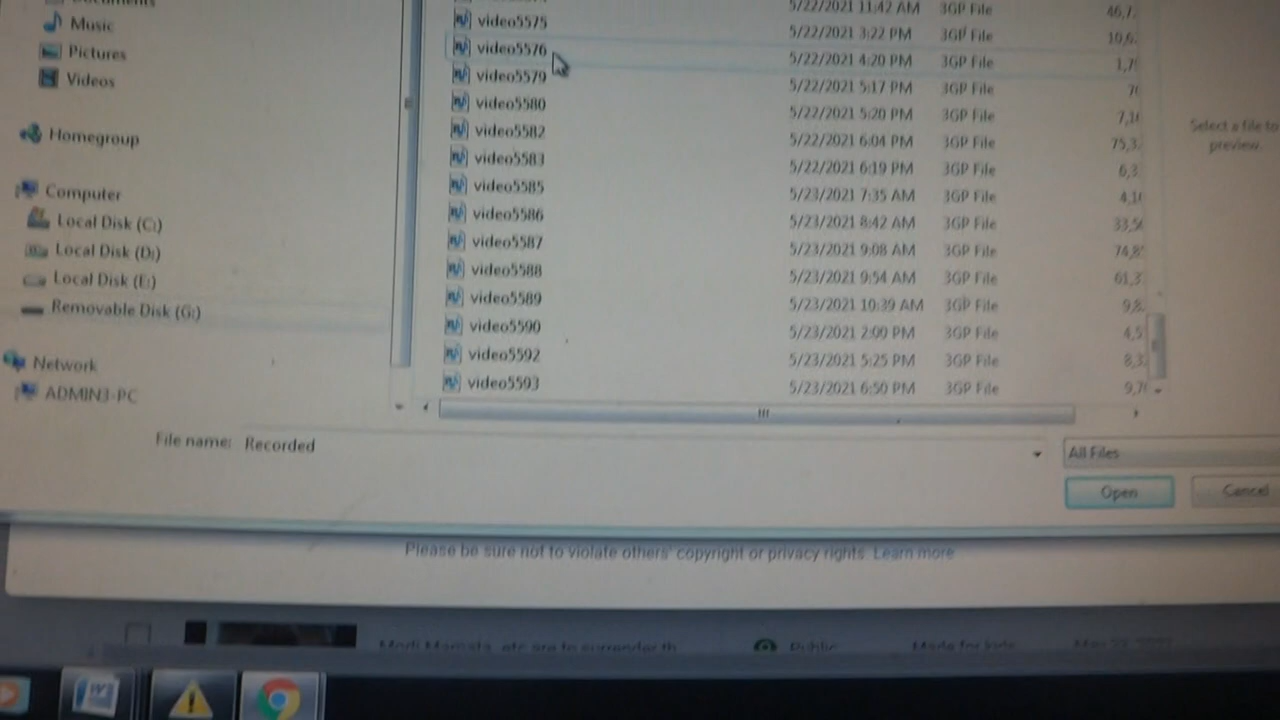 Documents
Music
Pictures
Videos
Homegroup
Computer
Local Disk (C:)
Local Disk (D:)
Local Disk (E:)
Removable Disk (G:)
Network
ADMIN3-PC
5/22/2021 11:42 AM 3GP File 46,7
video5575 5/22/2021 3:22 PM 3GP File 10,6
video5576 5/22/2021 4:20 PM 3GP File 1,7
video5579 5/22/2021 5:17 PM 3GP File
video5580 5/22/2021 5:20 PM 3GP File 7,1
video5582 5/22/2021 6:04 PM 3GP File 75,3
video5583 5/22/2021 6:19 PM 3GP File 6,3
video5585 5/23/2021 7:35 AM 3GP File 4,1
video5586 5/23/2021 8:42 AM 3GP File 33,5
video5587 5/23/2021 9:08 AM 3GP File 74,8
video5588 5/23/2021 9:54 AM 3GP File 61,3
video5589 5/23/2021 10:39 AM 3GP File 9,8
video5590 5/23/2021 2:00 PM 3GP File 4,5
video5592 5/23/2021 5:25 PM 3GP File 8,3
video5593 5/23/2021 6:50 PM 3GP File 9,7
Select a file to
preview.
File name: Recorded
All Files
Open Cancel
Please be sure not to violate others' copyright or privacy rights. Learn more
Public